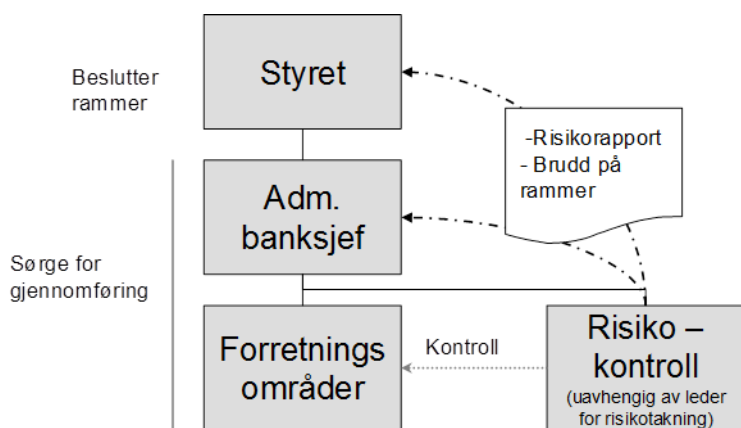 Styret
Beslutter
rammer
-Risikorapport
- Brudd på
rammer
Adm.
banksjef
Sørge for
gjennomføring
Forretnings
områder
Kontroll
Risiko –
kontroll
(uavhengig av leder
for risikotakning)